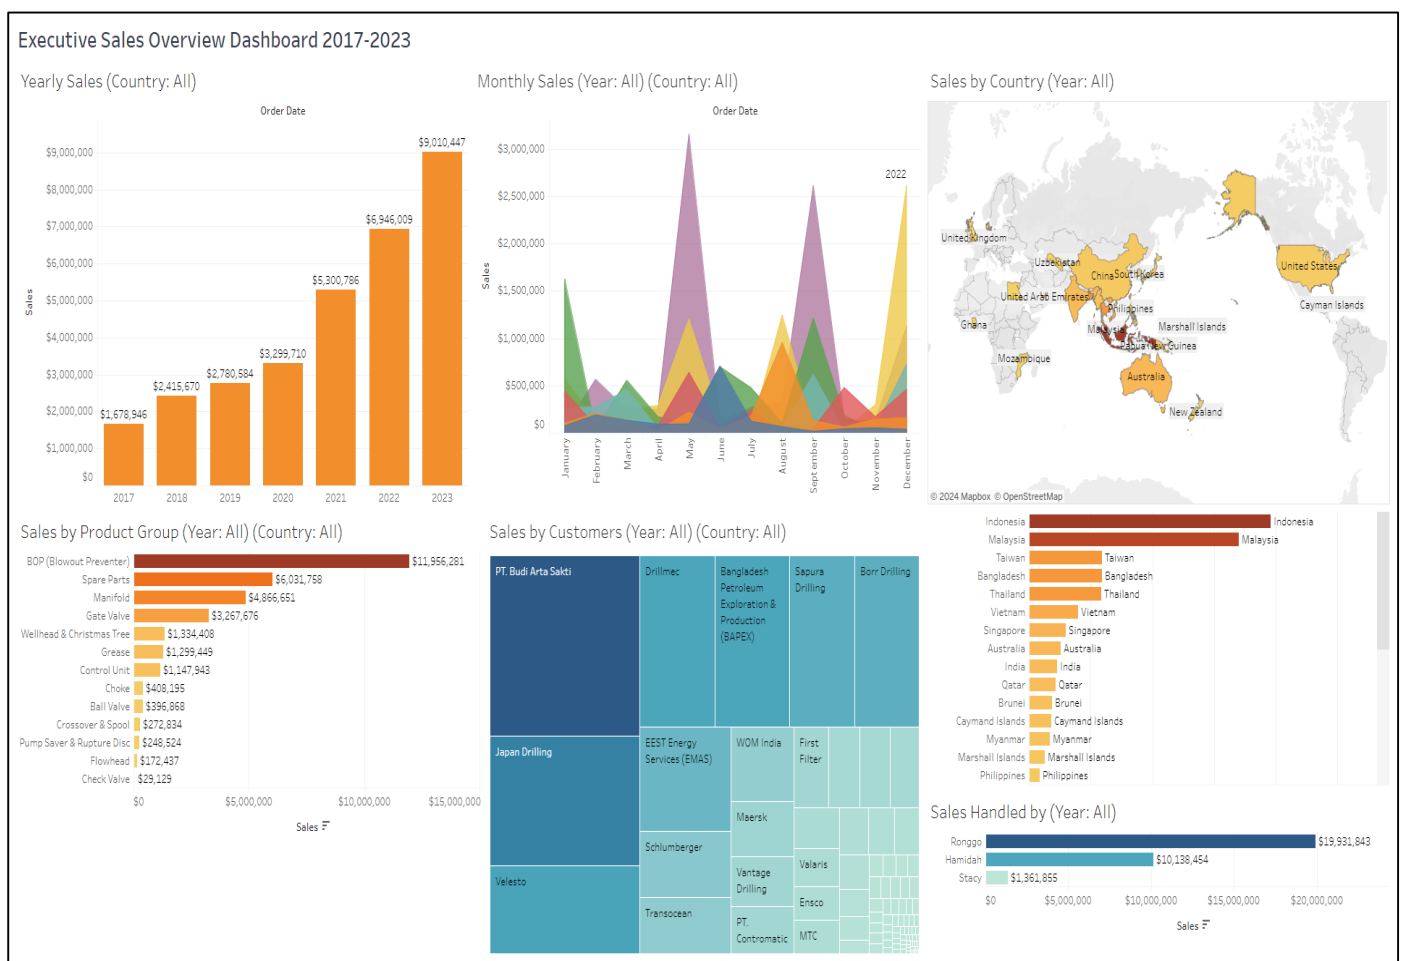 Executive Sales Overview Dashboard 2017-2023
Yearly Sales (Country: All)
Order Date
Sales
$9,000,000
$8,000,000
$7,000,000
$6,000,000
$5,000,000
$4,000,000
$3,000,000
$2,000,000
$1,000,000
$0
$1,678,946
$2,415,670
$2,780,584
$3,299,710
$5,300,786
$6,946,009
$9,010,447
2017
2018
2019
2020
2021
2022
2023
Monthly Sales (Year: All) (Country: All)
Order Date
Sales
$3,000,000
$2,500,000
$2,000,000
$1,500,000
$1,000,000
$500,000
$0
2022
January
February
March
April
May
June
July
August
September
October
November
December
Sales by Country (Year: All)
United Kingdom
Uzbekistan
China
South Korea
United States
United Arab Emirates
Philippines
Cayman Islands
Ghana
Malaysia
Marshall Islands
Papua New Guinea
Mozambique
Australia
New Zealand
© 2024 Mapbox © OpenStreetMap
Indonesia
Indonesia
Malaysia
Malaysia
Taiwan
Taiwan
Bangladesh
Bangladesh
Thailand
Thailand
Vietnam
Vietnam
Singapore
Singapore
Australia
Australia
India
India
Qatar
Qatar
Brunei
Brunei
Caymand Islands
Caymand Islands
Myanmar
Myanmar
Marshall Islands
Marshall Islands
Philippines
Philippines
Sales by Product Group (Year: All) (Country: All)
BOP (Blowout Preventer)
$11,956,281
Spare Parts
$6,031,758
Manifold
$4,866,651
Gate Valve
$3,267,676
Wellhead & Christmas Tree
$1,334,408
Grease
$1,299,449
Control Unit
$1,147,943
Choke
$408,195
Ball Valve
$396,868
Crossover & Spool
$272,834
Pump Saver & Rupture Disc
$248,524
Flowhead
$172,437
Check Valve
$29,129
$0
$5,000,000
$10,000,000
$15,000,000
Sales
Sales by Customers (Year: All) (Country: All)
PT. Budi Arta Sakti
Japan Drilling
Velesto
Drillmec
Bangladesh
Petroleum
Exploration &
Production
(BAPEX)
Sapura
Drilling
Borr Drilling
EEST Energy
Services (EMAS)
Schlumberger
Transocean
WOM India
Maersk
Vantage
Drilling
PT.
Contromatic
First
Filter
Valaris
Ensco
MTC
Sales Handled by (Year: All)
Ronggo
$19,931,843
Hamidah
$10,138,454
Stacy
$1,361,855
$0
$5,000,000
$10,000,000
$15,000,000
$20,000,000
Sales